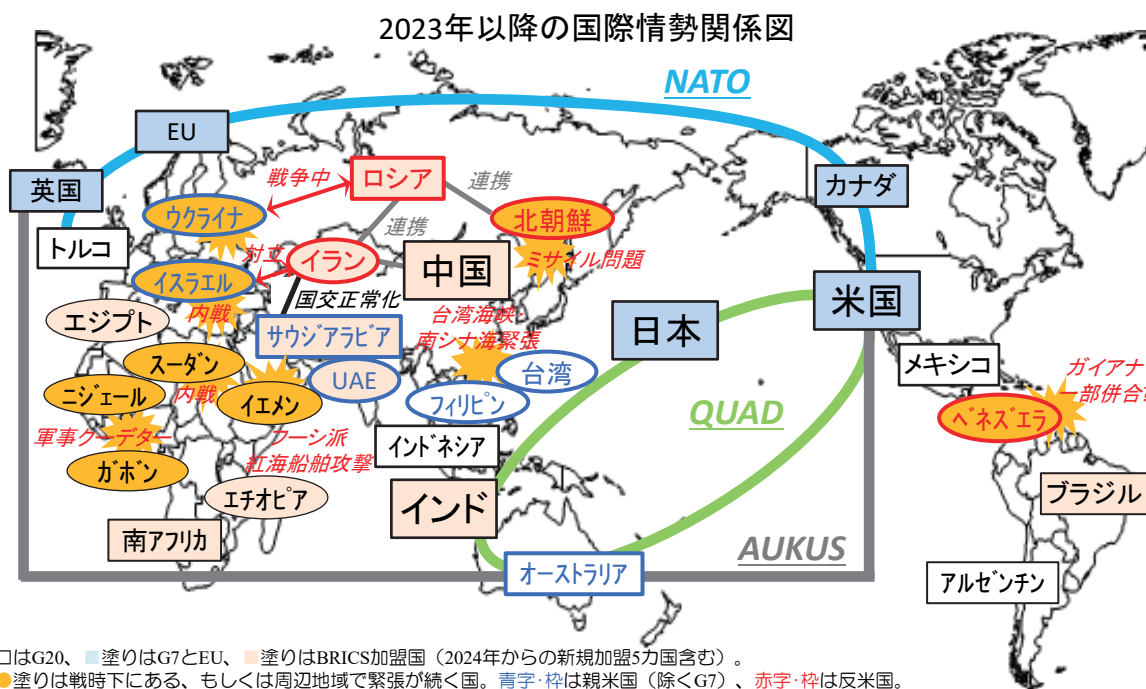 2023年以降の国際情勢関係図
NATO
EU
英国
戦争中
ロシア
連携
カナダ
ウクライナ
北朝鮮
トルコ
連携
対立
イラン
中国
ミサイル問題
イスラエル
国交正常化
米国
エジプト
内戦
サウジアラビア
台湾海峡・
南シナ海緊張
日本
スーダン
UAE
台湾
メキシコ
ガイアナ
一部併合
ニジェール
内戦
イエメン
フィリピン
QUAD
ベネズエラ
軍事クーデター
フーシ派
紅海船舶攻撃
インドネシア
ガボン
エチオピア
インド
ブラジル
南アフリカ
AUKUS
オーストラリア
アルゼンチン
□はG20、■塗りはG7とEU、■塗りはBRICS加盟国（2024年からの新規加盟5カ国含む）。
●塗りは戦時下にある、もしくは周辺地域で緊張が続く国。青字・枠は親米国（除くG7）、赤字・枠は反米国。